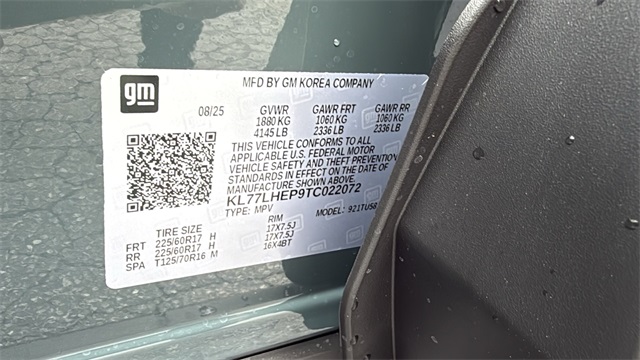 gm
MFD BY GM KOREA COMPANY
08/25 GVWR GAWR FRT GAWR RR
1880 KG 1060 KG 1060 KG
4145 LB 2336 LB 2336 LB
THIS VEHICLE CONFORMS TO ALL
APPLICABLE U.S. FEDERAL MOTOR
VEHICLE SAFETY AND THEFT PREVENTION
STANDARDS IN EFFECT ON THE DATE OF
MANUFACTURE SHOWN ABOVE.
KL77LHEP9TC022072
TYPE: MPV MODEL: 921TU58
TIRE SIZE RIM
FRT 225/60R17 H 17X7.5J
RR 225/60R17 H 17X7.5J
SPA T125/70R16 M 16X4BT